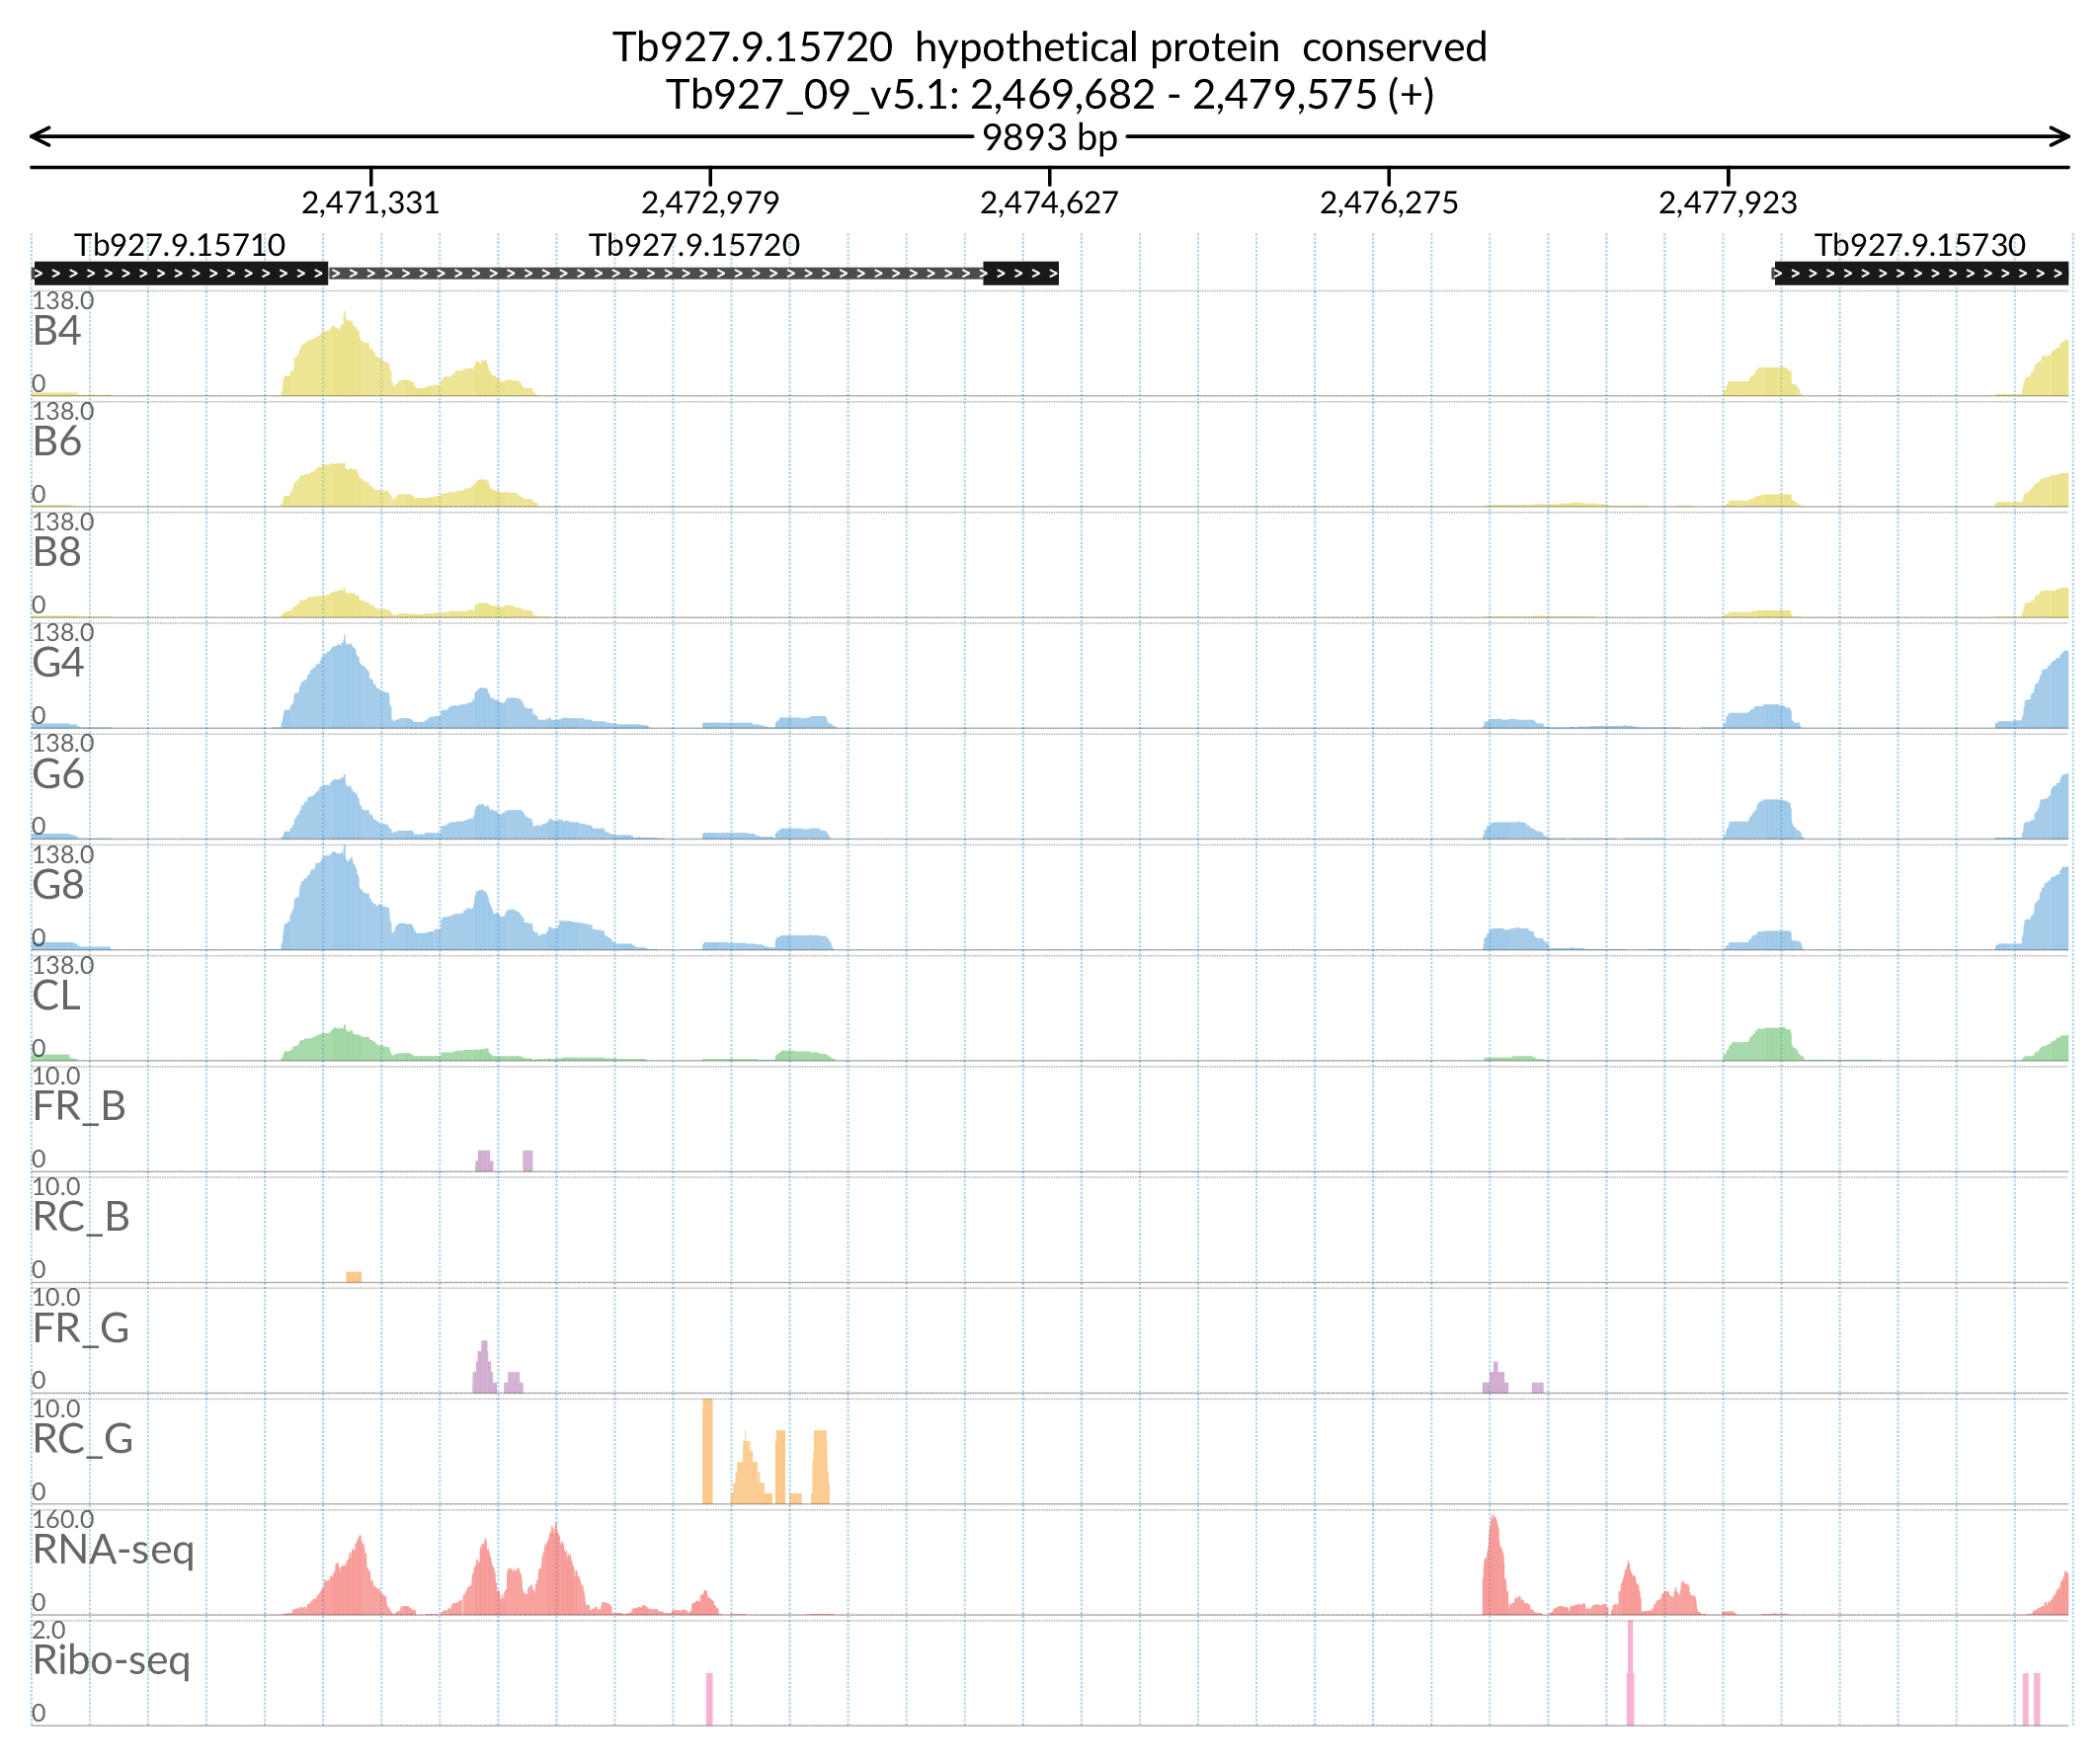 Tb927.9.15720 hypothetical protein conserved
Tb927_09_v5.1: 2,469,682 - 2,479,575 (+)
9893 bp
2,471,331 2,472,979 2,474,627 2,476,275 2,477,923
Tb927.9.15710 Tb927.9.15720 Tb927.9.15730
138.0
B4
0
138.0
B6
0
138.0
B8
0
138.0
G4
0
138.0
G6
0
138.0
G8
0
138.0
CL
0
10.0
FR_B
0
10.0
RC_B
0
10.0
FR_G
0
10.0
RC_G
0
160.0
RNA-seq
0
2.0
Ribo-seq
0